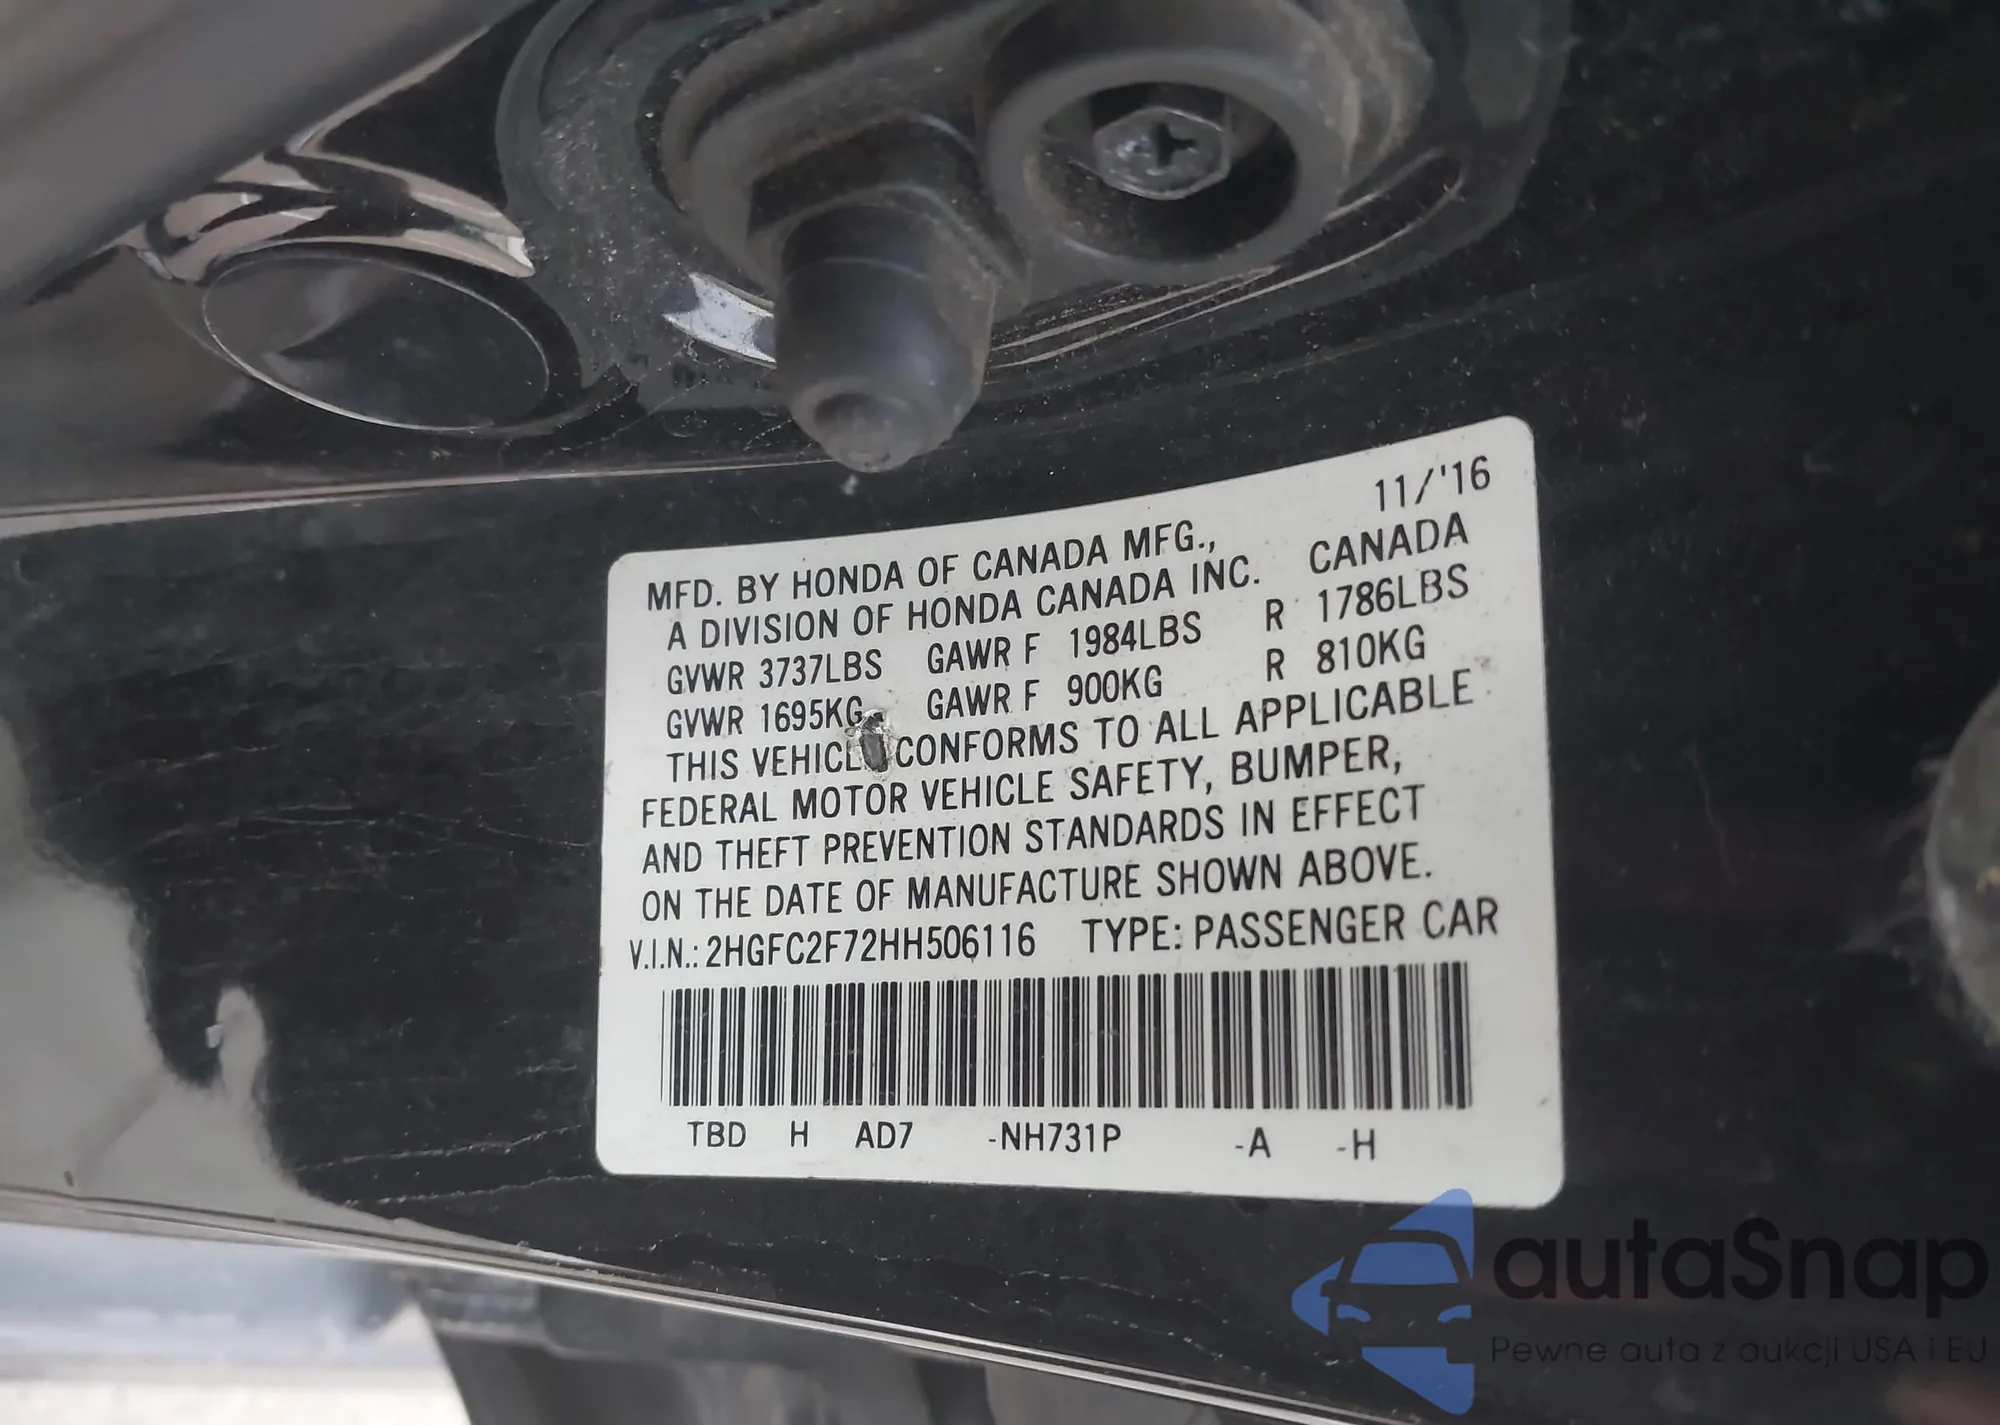 11/'16
MFD. BY HONDA OF CANADA MFG.,
A DIVISION OF HONDA CANADA INC. CANADA
GVWR 3737LBS GAWR F 1984LBS R 1786LBS
GVWR 1695KG GAWR F 900KG R 810KG
THIS VEHICL CONFORMS TO ALL APPLICABLE
FEDERAL MOTOR VEHICLE SAFETY, BUMPER,
AND THEFT PREVENTION STANDARDS IN EFFECT
ON THE DATE OF MANUFACTURE SHOWN ABOVE.
V.I.N.: 2HGFC2F72HH506116 TYPE: PASSENGER CAR
TBD H AD7 -NH731P -A -H
autaSnap
Pewne auta z aukcji USA i EU